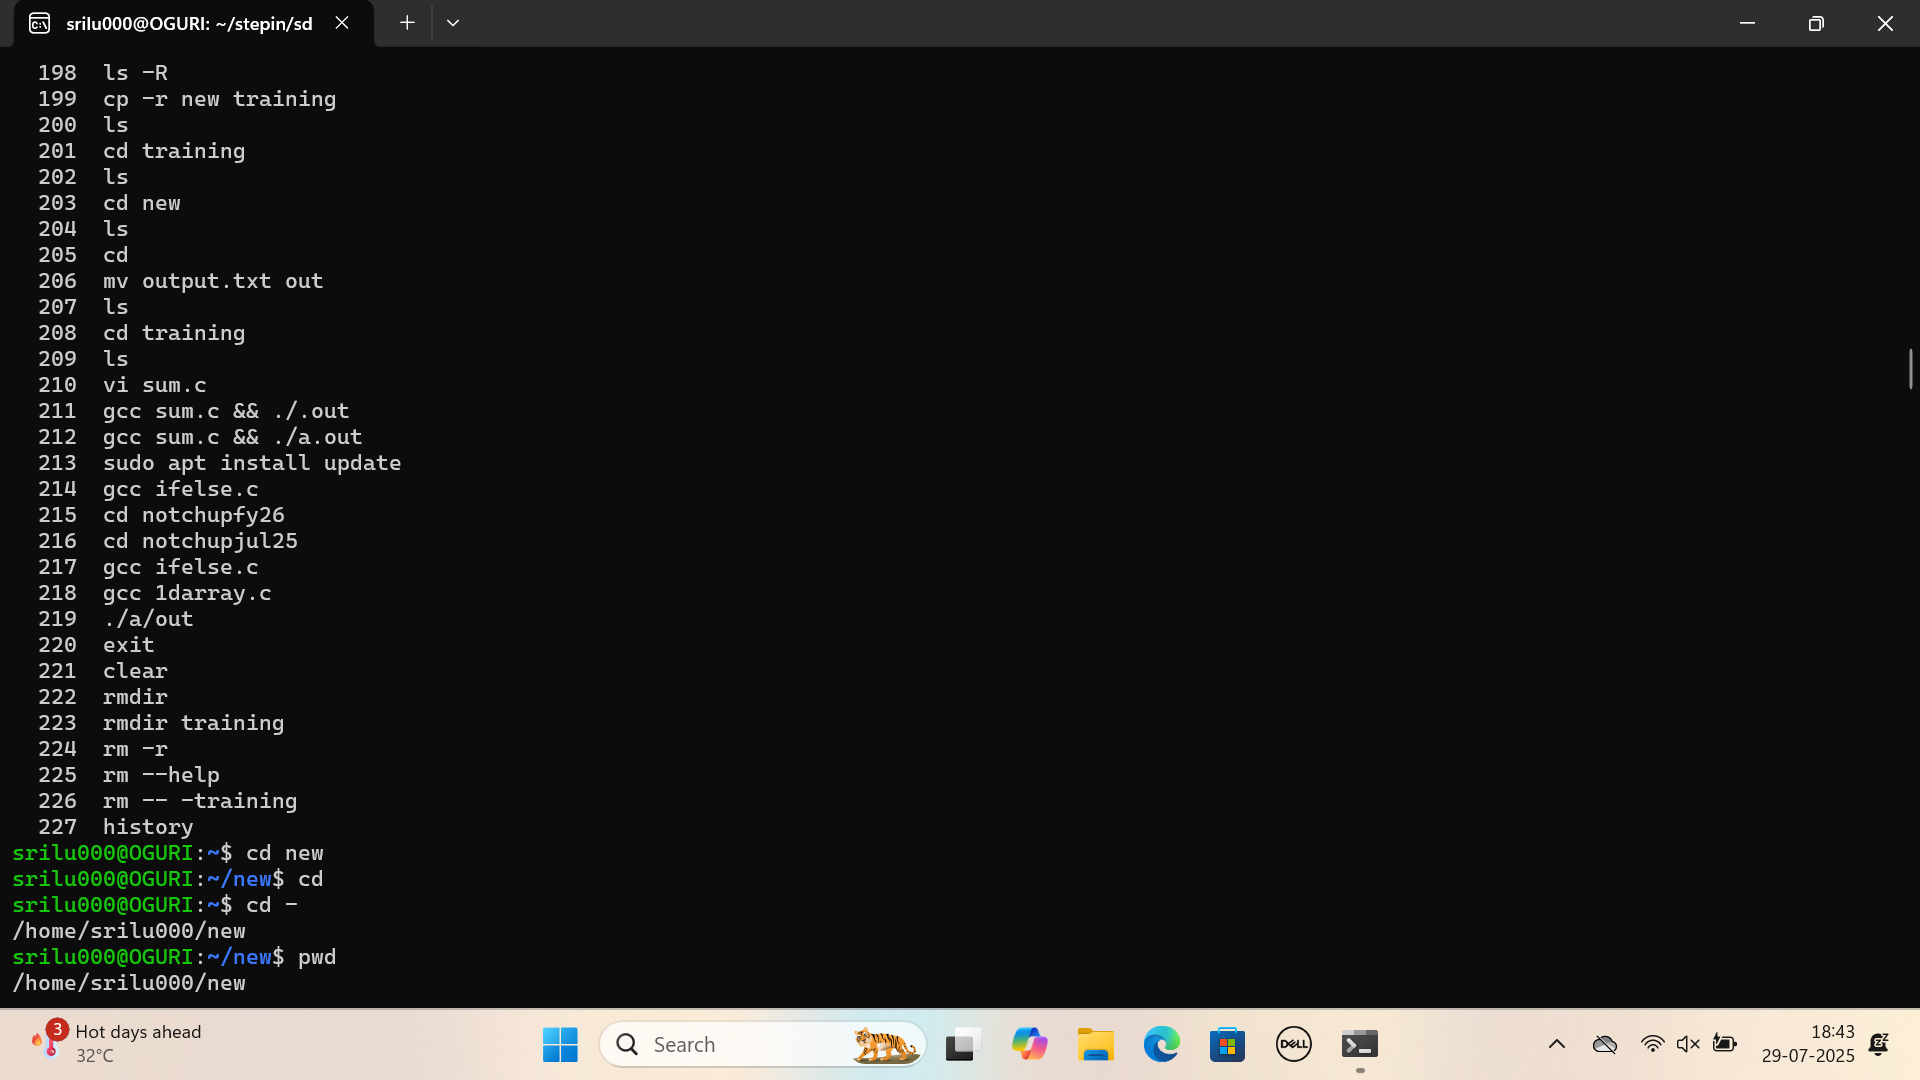 srilu000@OGURI: ~/stepin/sd
198 ls -R
199 cp -r new training
200 ls
201 cd training
202 ls
203 cd new
204 ls
205 cd
206 mv output.txt out
207 ls
208 cd training
209 ls
210 vi sum.c
211 gcc sum.c && ./.out
212 gcc sum.c && ./a.out
213 sudo apt install update
214 gcc ifelse.c
215 cd notchupfy26
216 cd notchupjul25
217 gcc ifelse.c
218 gcc 1darray.c
219 ./a/out
220 exit
221 clear
222 rmdir
223 rmdir training
224 rm -r
225 rm --help
226 rm -- -training
227 history
srilu000@OGURI:~$ cd new
srilu000@OGURI:~/new$ cd
srilu000@OGURI:~$ cd -
/home/srilu000/new
srilu000@OGURI:~/new$ pwd
/home/srilu000/new
3
Hot days ahead
32°C
Search
DELL
18:43
29-07-2025